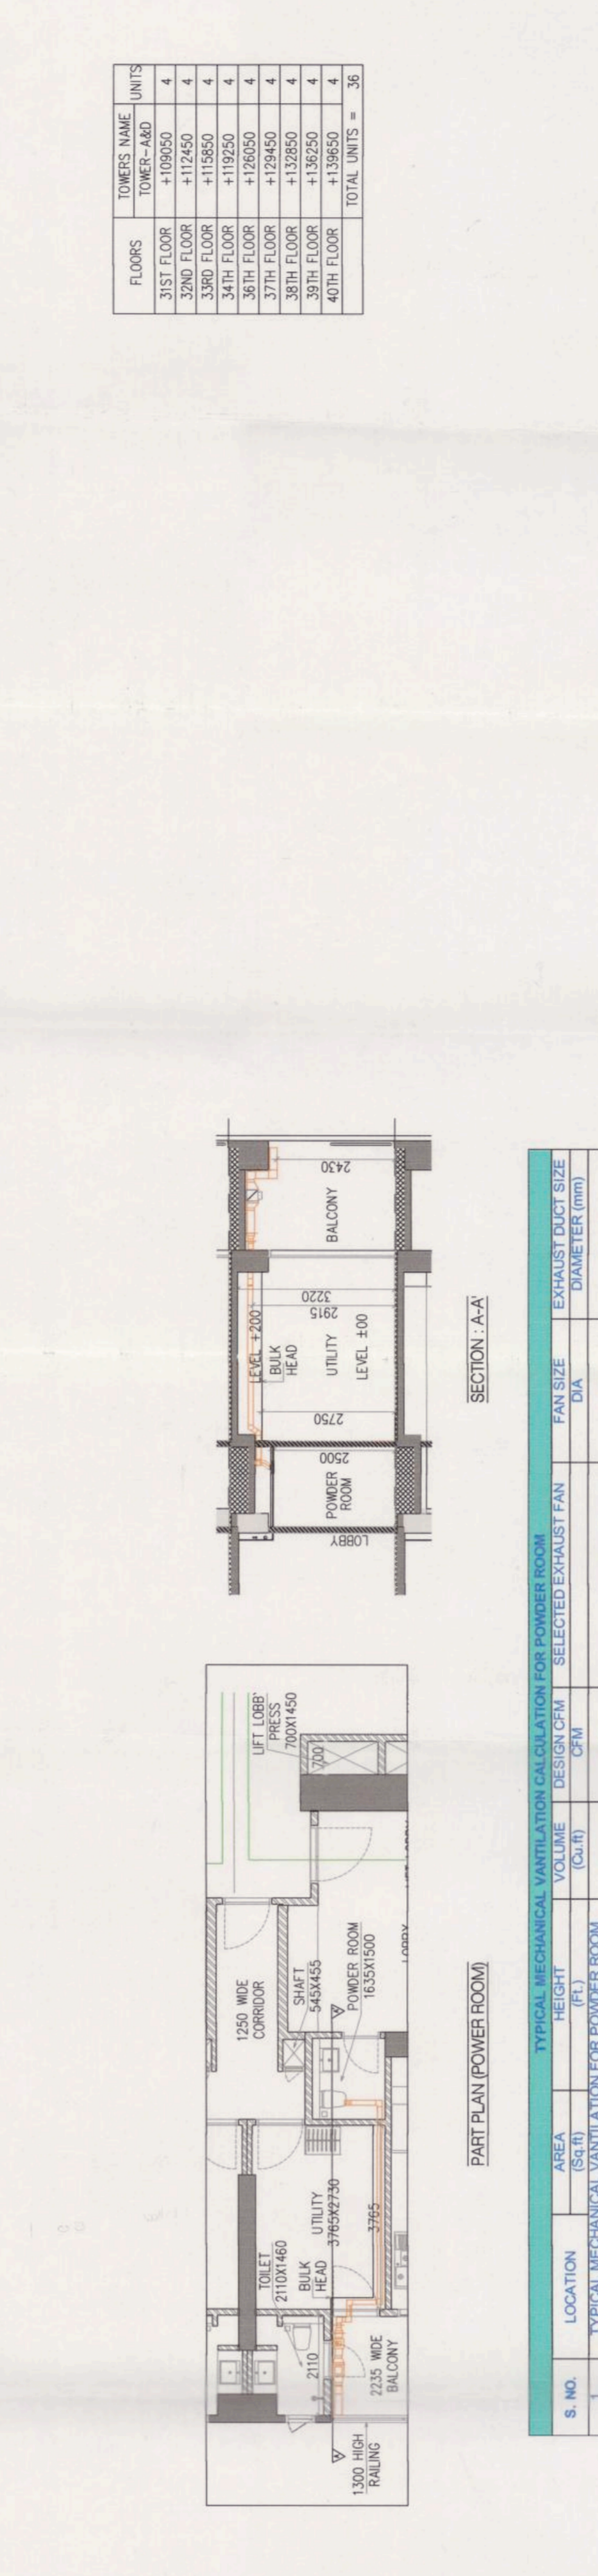 FLOORS TOWERS NAME UNITS
TOWER-A&D
31ST FLOOR +109050 4
32ND FLOOR +112450 4
33RD FLOOR +115850 4
34TH FLOOR +119250 4
36TH FLOOR +126050 4
37TH FLOOR +129450 4
38TH FLOOR +132850 4
39TH FLOOR +136250 4
40TH FLOOR +139650 4
TOTAL UNITS = 36
LOBBY
POWDER
ROOM
2500
2750
LEVEL +200
BULK
HEAD
UTILITY
LEVEL ±00
2915
3220
BALCONY
2430
SECTION : A-A'
1300 HIGH
RAILING
2235 WIDE
BALCONY
2110
TOILET
2110X1460
BULK
HEAD
UTILITY
3765X2730
3765
1250 WIDE
CORRIDOR
SHAFT
545X455
POWDER ROOM
1635X1500
LOBBY
LIFT LOBB'
PRESS
700X1450
700
LIFT LOBBY
PART PLAN (POWER ROOM)
TYPICAL MECHANICAL VANTILATION CALCULATION FOR POWDER ROOM
S. NO. LOCATION AREA HEIGHT VOLUME DESIGN CFM SELECTED EXHAUST FAN FAN SIZE EXHAUST DUCT SIZE
(Sq.ft) (Ft.) (Cu.ft) CFM DIA DIAMETER (mm)
1 TYPICAL MECHANICAL VANTILATION FOR POWDER ROOM